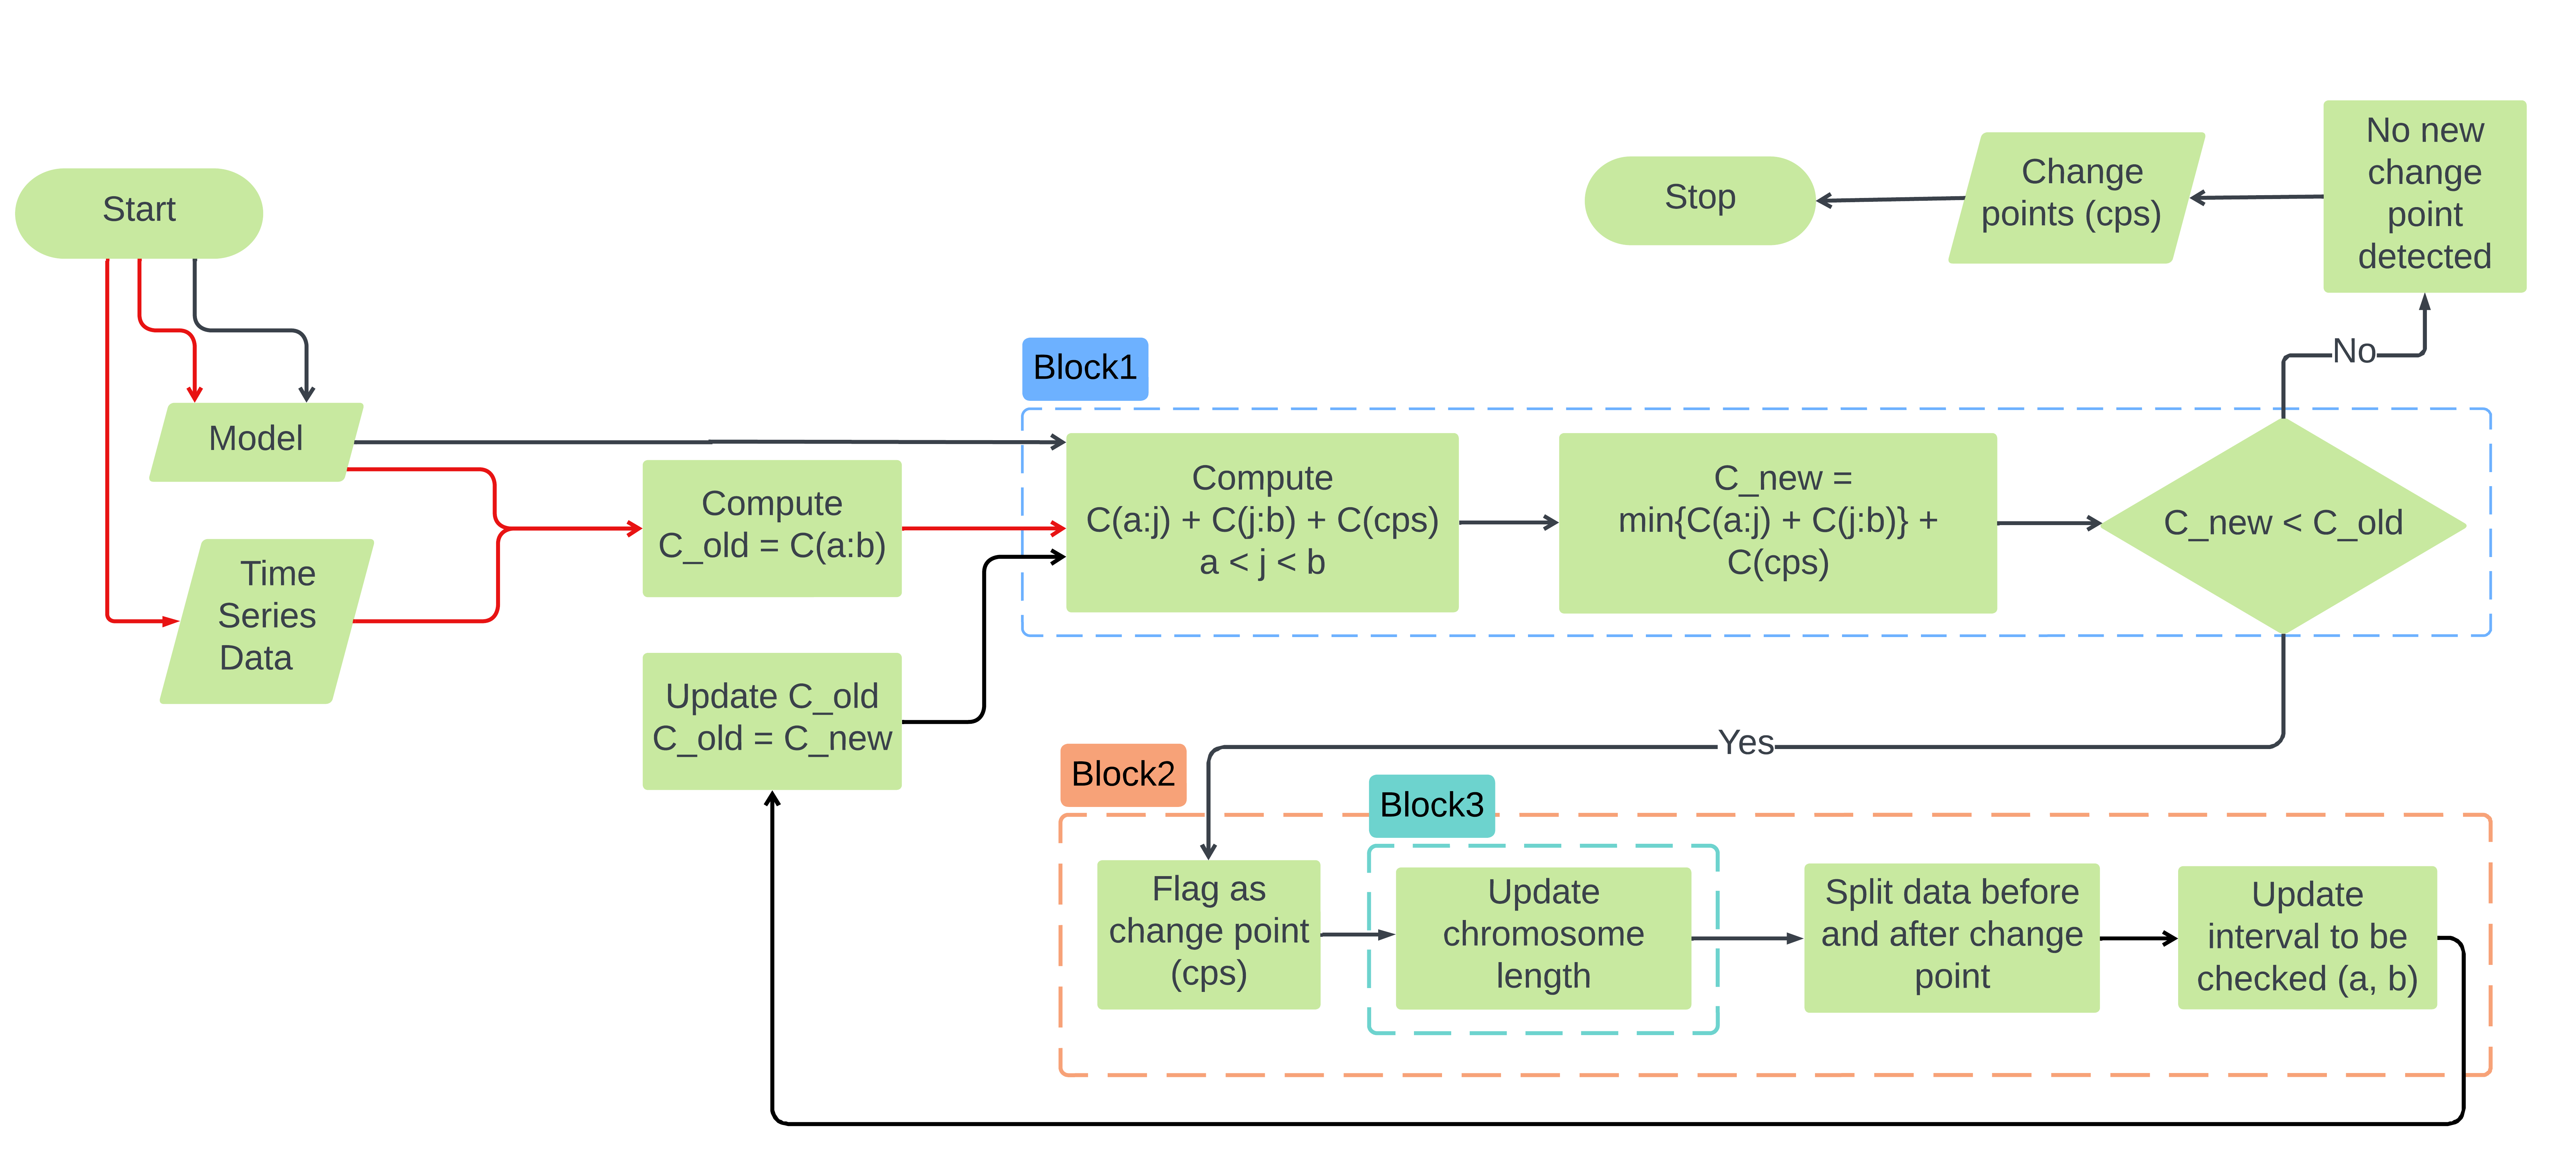 Start
Model
Time
Series
Data
Compute
C_old = C(a:b)
Update C_old
C_old = C_new
Block1
Compute
C(a:j) + C(j:b) + C(cps)
a < j < b
C_new =
min{C(a:j) + C(j:b)} +
C(cps)
C_new < C_old
No
No new
change
point
detected
Change
points (cps)
Stop
Yes
Block2
Block3
Flag as
change point
(cps)
Update
chromosome
length
Split data before
and after change
point
Update
interval to be
checked (a, b)